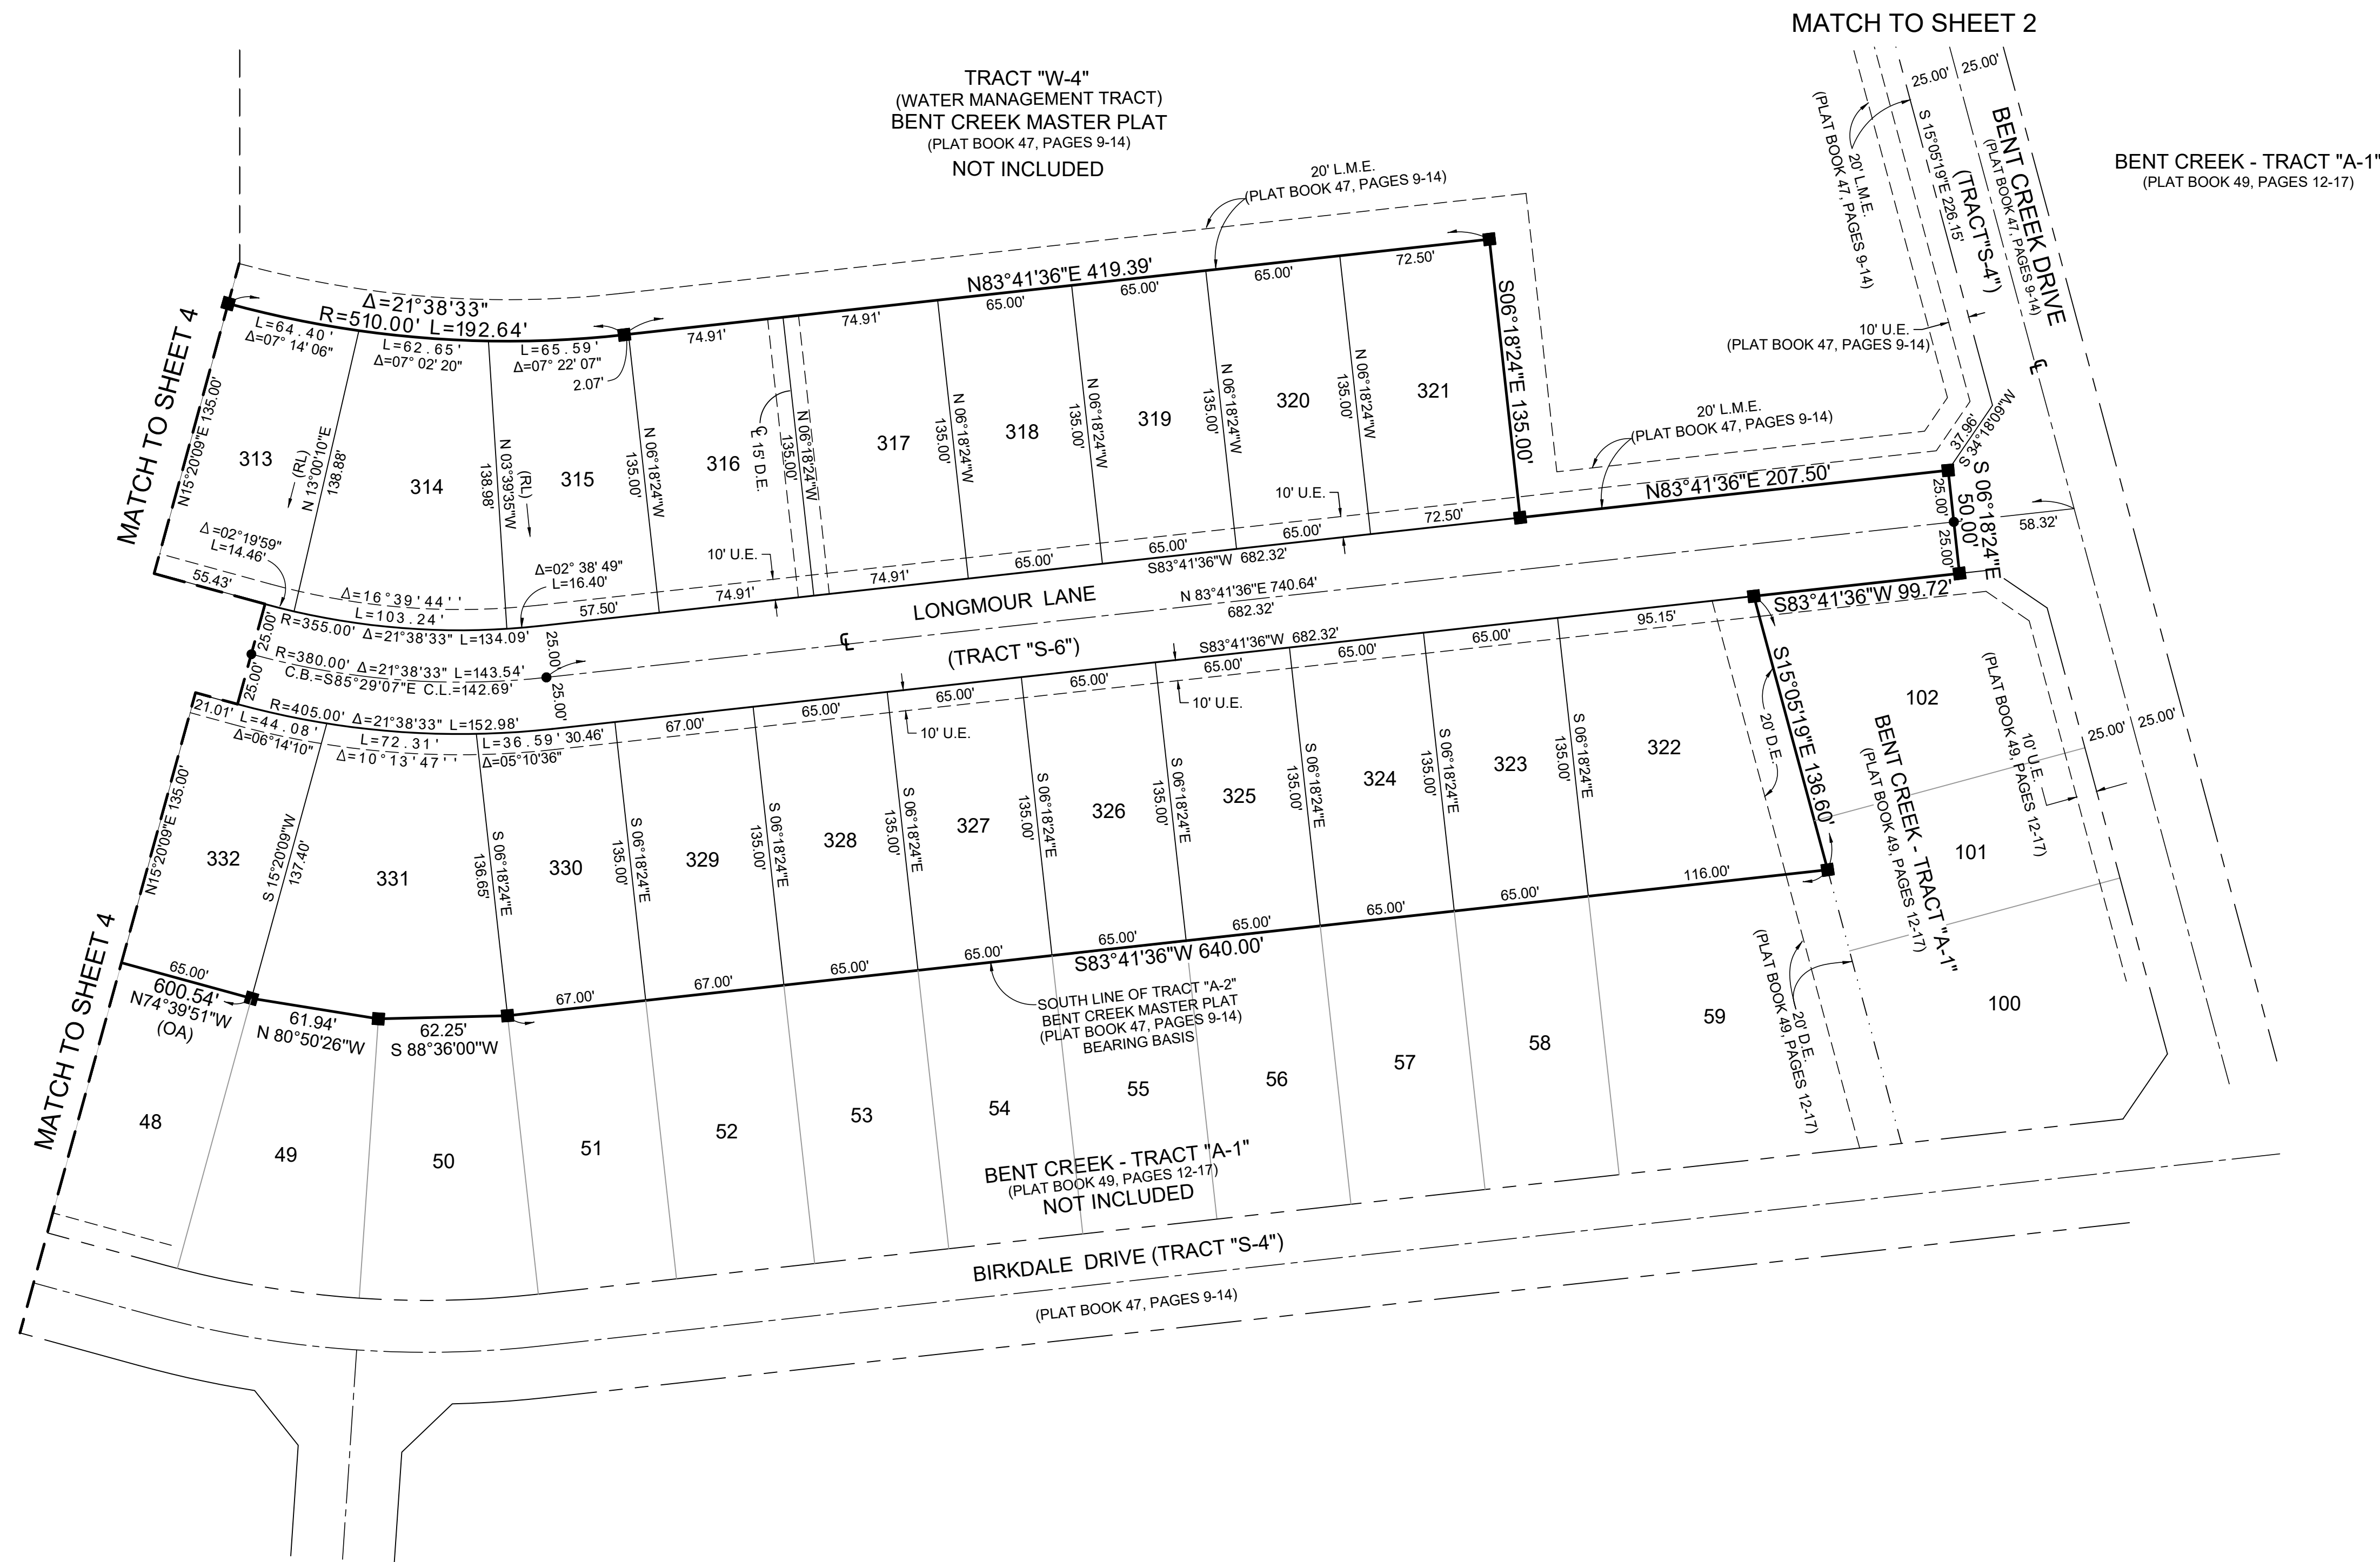 MATCH TO SHEET 2
TRACT "W-4"
(WATER MANAGEMENT TRACT)
BENT CREEK MASTER PLAT
(PLAT BOOK 47, PAGES 9-14)
NOT INCLUDED
20' L.M.E.
(PLAT BOOK 47, PAGES 9-14)
20' L.M.E.
(PLAT BOOK 47, PAGES 9-14)
25.00'
25.00'
S 15°05'19"E 226.15'
(TRACT"S-4")
BENT CREEK DRIVE
(PLAT BOOK 47, PAGES 9-14)
BENT CREEK - TRACT "A-1"
(PLAT BOOK 49, PAGES 12-17)
10' U.E.
(PLAT BOOK 47, PAGES 9-14)
20' L.M.E.
(PLAT BOOK 47, PAGES 9-14)
37.96'
S 34°18'09"W
℄
MATCH TO SHEET 4
Δ=21°38'33"
R=510.00' L=192.64'
L=64.40'
Δ=07° 14' 06"
L=62.65'
Δ=07° 02' 20"
L=65.59'
Δ=07° 22' 07"
2.07'
N83°41'36"E 419.39'
74.91'
74.91'
65.00'
65.00'
65.00'
72.50'
S06°18'24"E 135.00'
N15°20'09"E 135.00'
313
(RL)
N 13°00'10"E
138.88'
314
N 03°39'35"W
138.98'
(RL)
315
N 06°18'24"W
135.00'
316
℄ 15' D.E.
N 06°18'24"W
135.00'
317
N 06°18'24"W
135.00'
318
N 06°18'24"W
135.00'
319
N 06°18'24"W
135.00'
320
N 06°18'24"W
135.00'
321
10' U.E.
10' U.E.
Δ=02°19'59"
L=14.46'
55.43'
Δ=16°39'44''
L=103.24'
R=355.00' Δ=21°38'33" L=134.09'
Δ=02° 38' 49"
L=16.40'
57.50'
74.91'
74.91'
65.00'
65.00'
65.00'
72.50'
S83°41'36"W 682.32'
N83°41'36"E 207.50'
25.00'
25.00'
S 06°18'24"E
50.00'
58.32'
S83°41'36"W 99.72'
LONGMOUR LANE
N 83°41'36"E 740.64'
682.32'
℄
(TRACT "S-6")
25.00'
25.00'
R=380.00' Δ=21°38'33" L=143.54'
C.B.=S85°29'07"E C.L.=142.69'
25.00'
25.00'
S83°41'36"W 682.32'
21.01'
L=44.08'
Δ=06°14'10"
R=405.00' Δ=21°38'33" L=152.98'
L=72.31'
Δ=10°13'47''
L=36.59'
Δ=05°10'36"
30.46'
67.00'
65.00'
65.00'
65.00'
65.00'
65.00'
65.00'
95.15'
10' U.E.
10' U.E.
N15°20'09"E 135.00'
332
S 15°20'09"W
137.40'
331
S 06°18'24"E
136.65'
330
S 06°18'24"E
135.00'
329
S 06°18'24"E
135.00'
328
S 06°18'24"E
135.00'
327
S 06°18'24"E
135.00'
326
S 06°18'24"E
135.00'
325
S 06°18'24"E
135.00'
324
S 06°18'24"E
135.00'
323
S 06°18'24"E
135.00'
322
20' D.E.
S15°05'19"E 136.60'
102
101
100
BENT CREEK - TRACT "A-1"
(PLAT BOOK 49, PAGES 12-17)
10' U.E.
(PLAT BOOK 49, PAGES 12-17)
25.00'
25.00'
MATCH TO SHEET 4
65.00'
600.54'
N74°39'51"W
(OA)
61.94'
N 80°50'26"W
62.25'
S 88°36'00"W
67.00'
67.00'
65.00'
65.00'
65.00'
65.00'
65.00'
65.00'
116.00'
S83°41'36"W 640.00'
SOUTH LINE OF TRACT "A-2"
BENT CREEK MASTER PLAT
(PLAT BOOK 47, PAGES 9-14)
BEARING BASIS
20' D.E.
(PLAT BOOK 49, PAGES 12-17)
48
49
50
51
52
53
54
55
56
57
58
59
BENT CREEK - TRACT "A-1"
(PLAT BOOK 49, PAGES 12-17)
NOT INCLUDED
BIRKDALE DRIVE (TRACT "S-4")
(PLAT BOOK 47, PAGES 9-14)